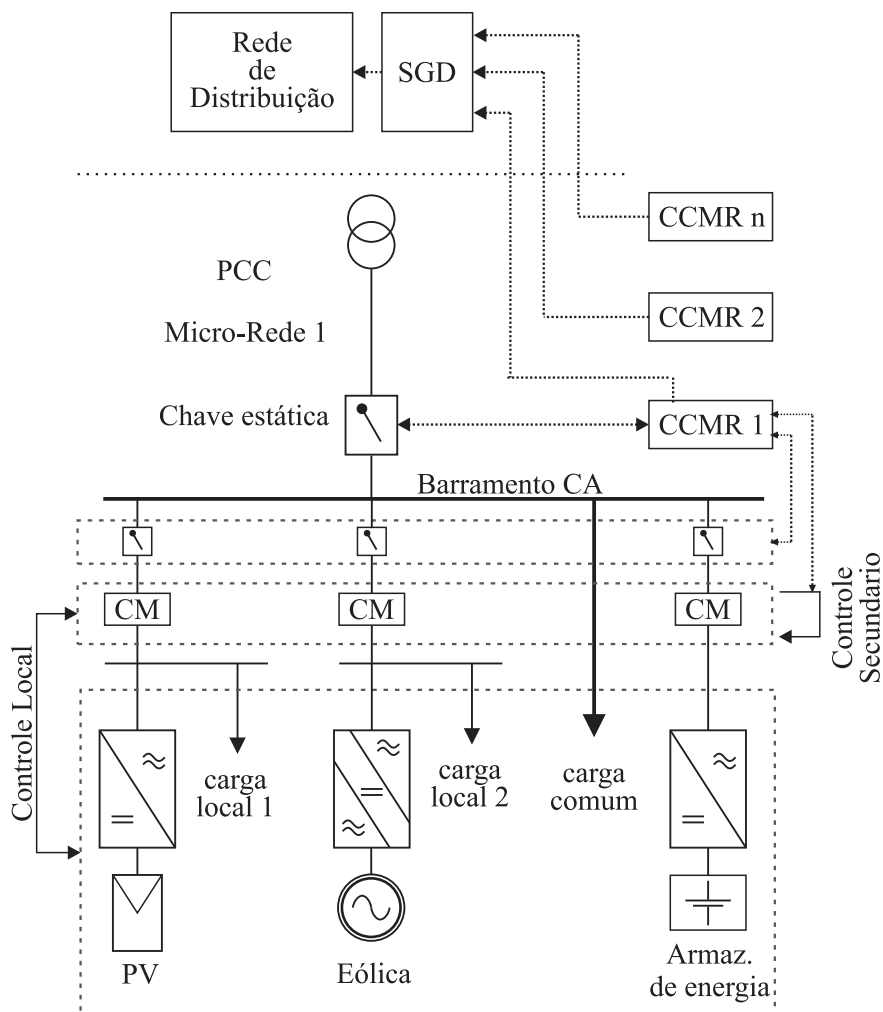 Rede
de
Distribuição
SGD
CCMR n
PCC
CCMR 2
Micro-Rede 1
Chave estática
CCMR 1
Barramento CA
CM
CM
CM
Controle
Secundario
Controle Local
carga
local 1
carga
local 2
carga
comum
PV
Eólica
Armaz.
de energia